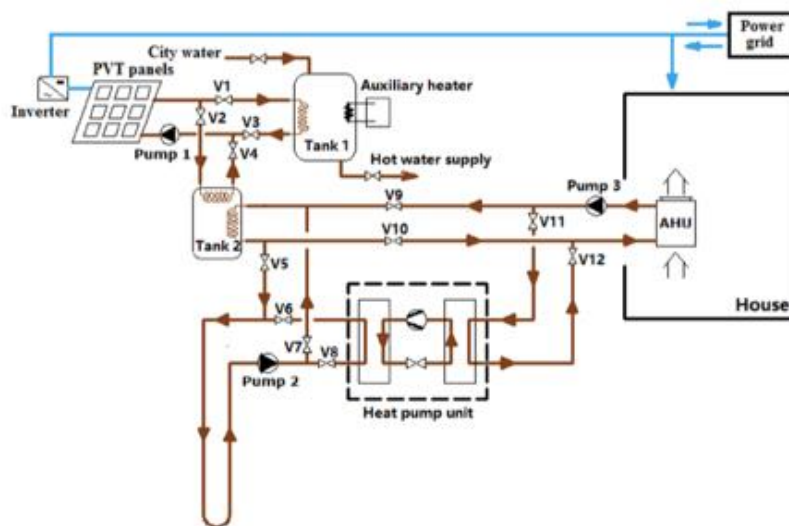 Power
grid
City water
PVT panels
V1
Auxiliary heater
Inverter
V2
V3
Pump 1
V4
Tank 1
Hot water supply
Pump 3
V9
V11
AHU
Tank 2
V10
V12
V5
House
V6
V7
V8
Pump 2
Heat pump unit